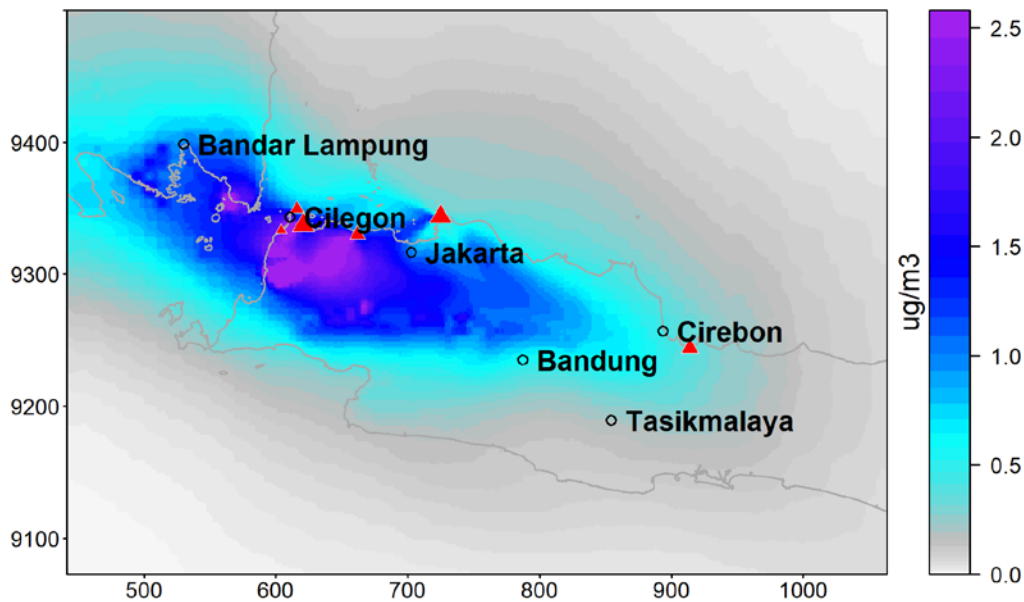 2.5
9400
Bandar Lampung
2.0
Cilegon
1.5
9300
Jakarta
ug/m3
Cirebon
1.0
Bandung
9200
Tasikmalaya
0.5
9100
0.0
500 600 700 800 900 1000